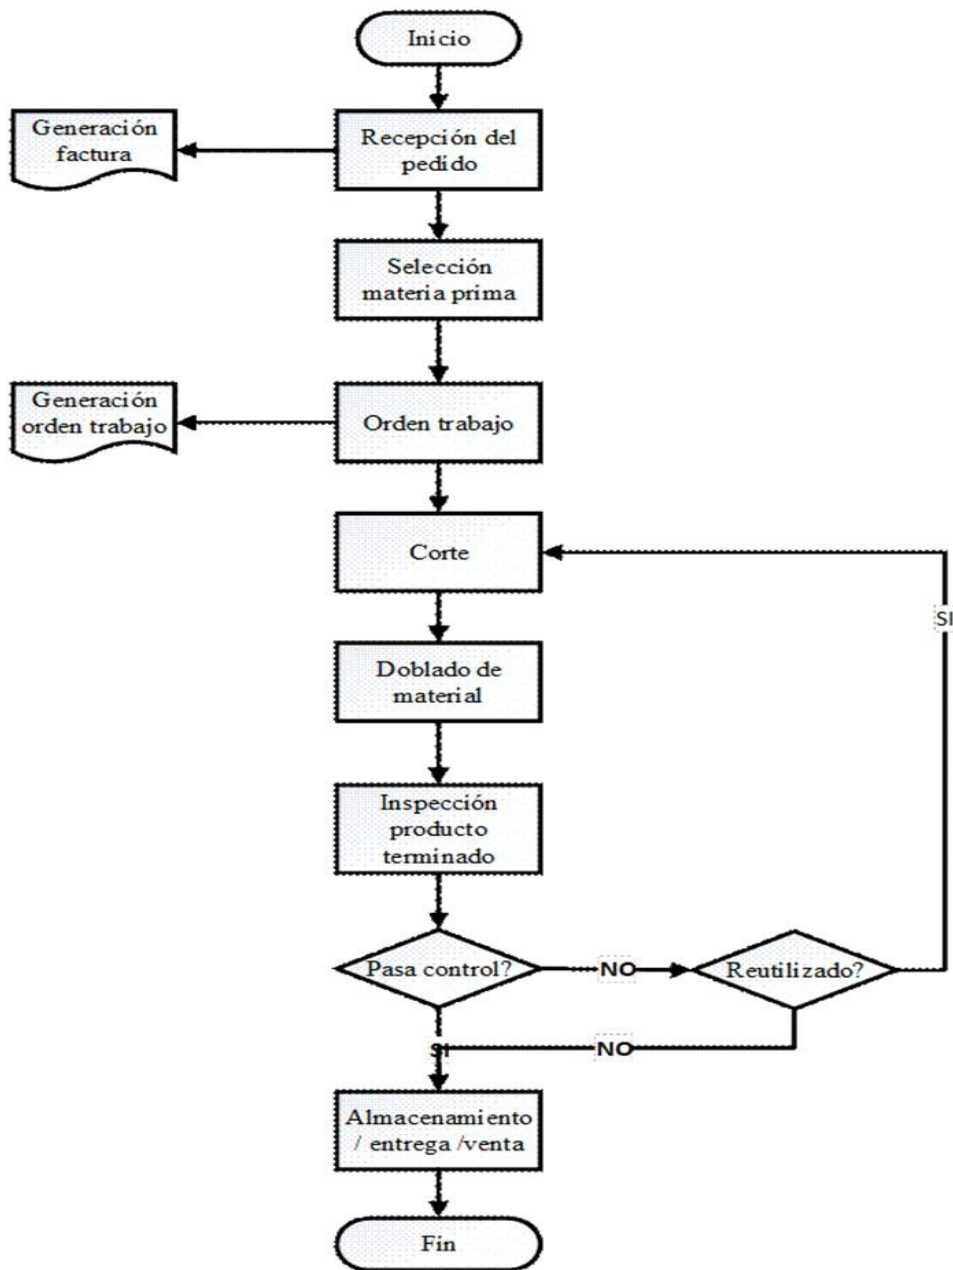 Inicio
Generación
factura
Recepción del
pedido
Selección
materia prima
Generación
orden trabajo
Orden trabajo
Corte
SI
Doblado de
material
Inspección
producto
terminado
Pasa control?
NO
Reutilizado?
SI
NO
Almacenamiento
/ entrega /venta
Fin